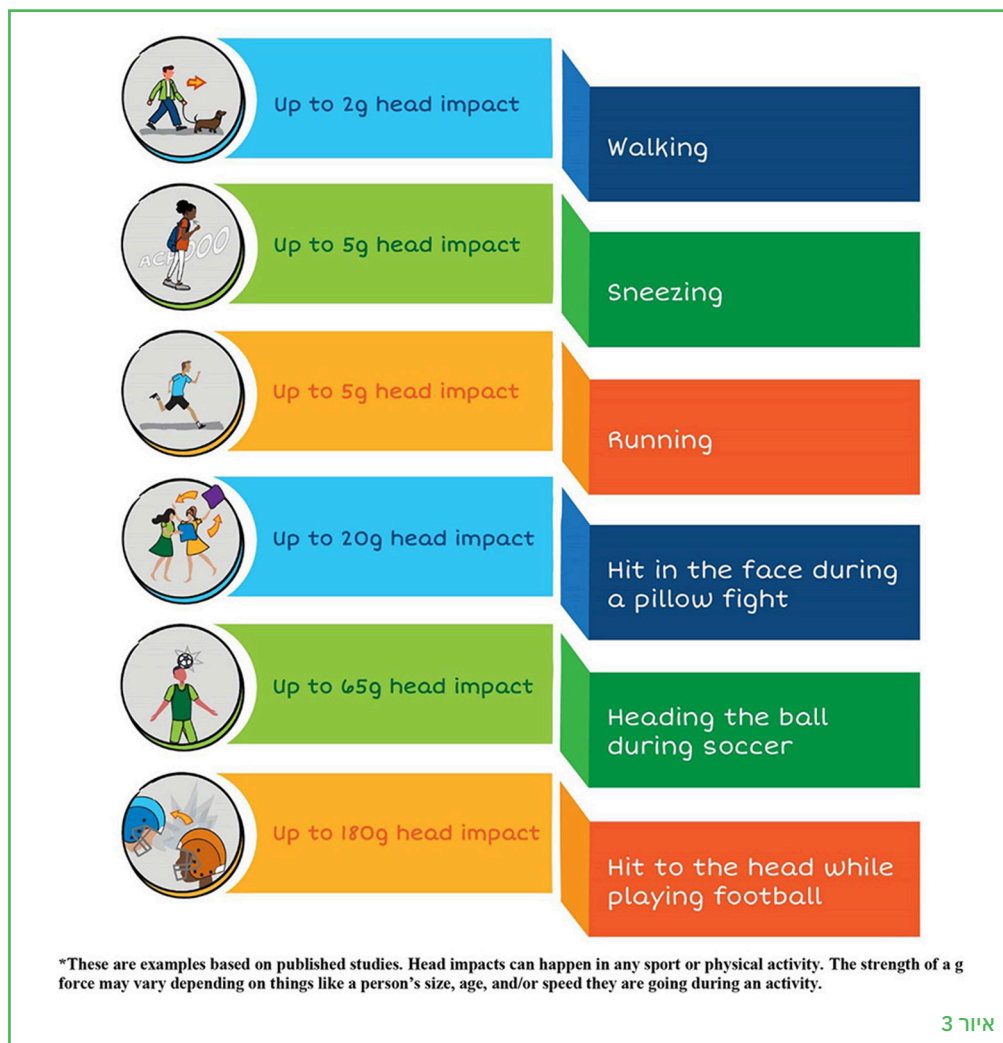 Up to 2g head impact
Walking
ACHOOO
Up to 5g head impact
Sneezing
Up to 5g head impact
Running
Up to 20g head impact
Hit in the face during
a pillow fight
Up to 65g head impact
Heading the ball
during soccer
Up to 180g head impact
Hit to the head while
playing football
*These are examples based on published studies. Head impacts can happen in any sport or physical activity. The strength of a g
force may vary depending on things like a person's size, age, and/or speed they are going during an activity.
איור 3